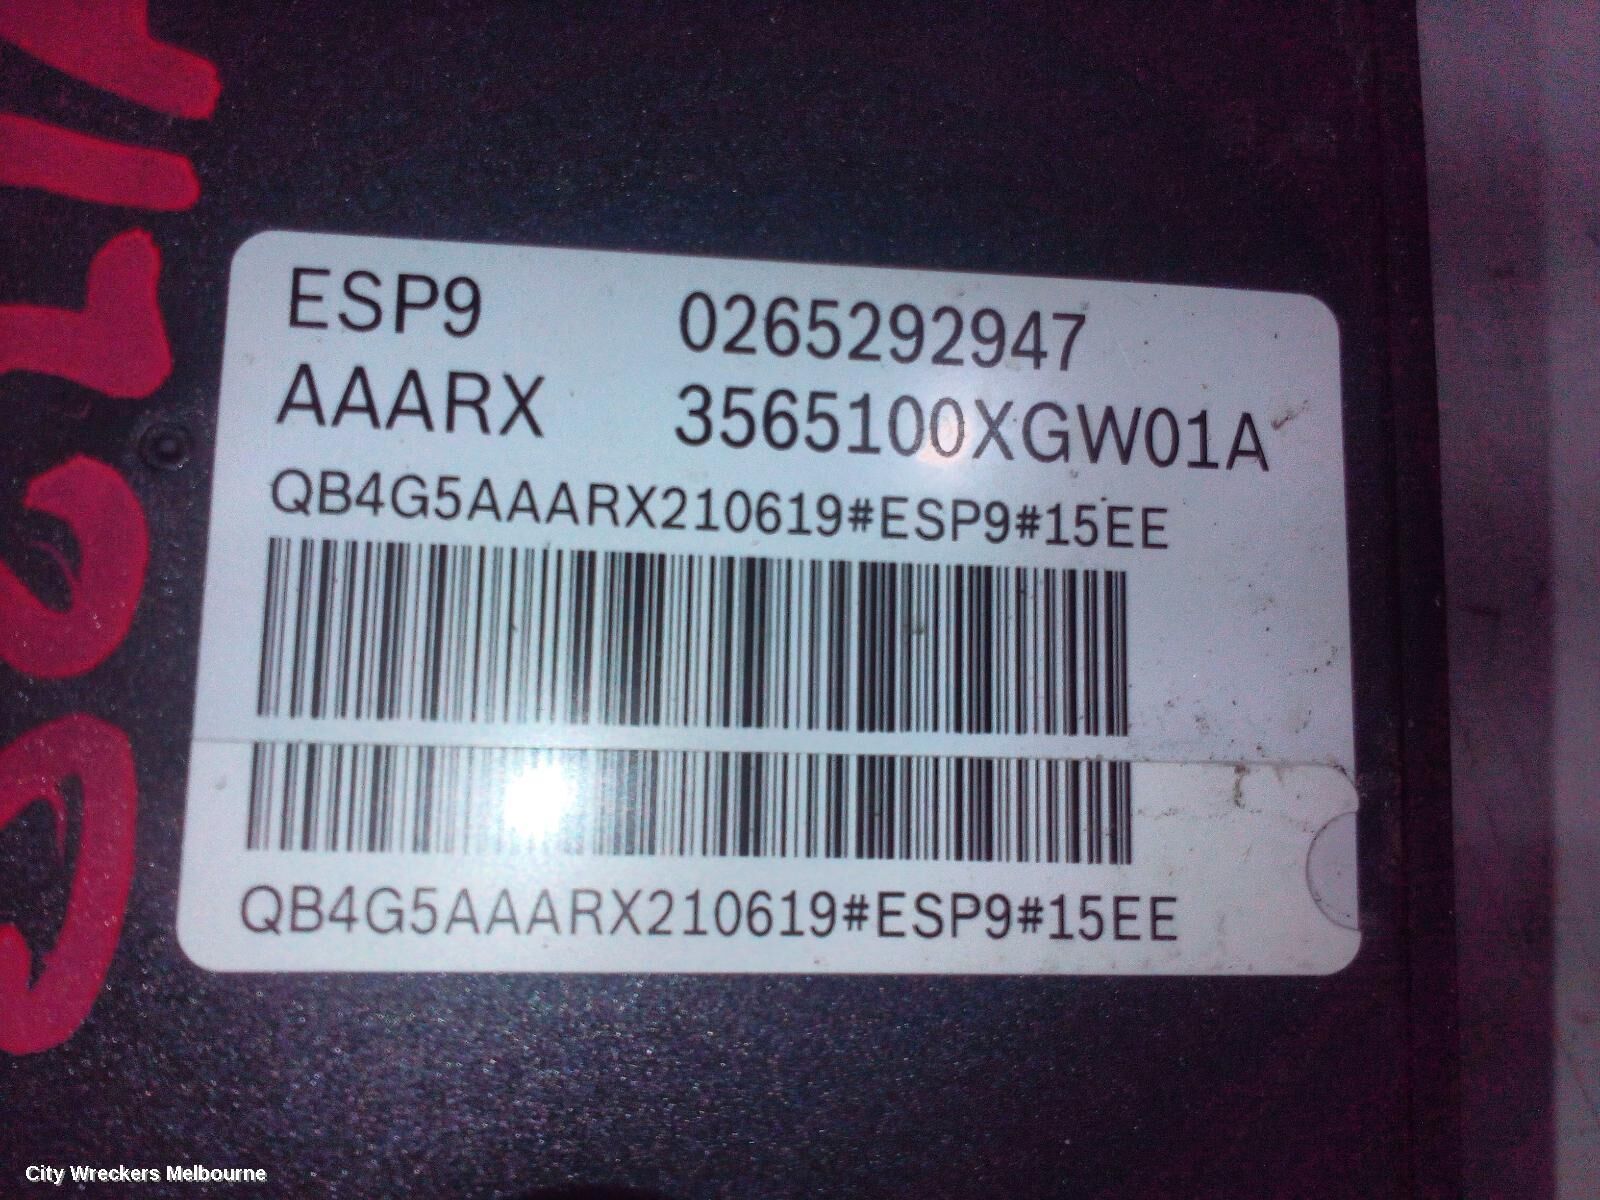 ESP9 0265292947
AAARX 3565100XGW01A
QB4G5AAARX210619#ESP9#15EE
QB4G5AAARX210619#ESP9#15EE
City Wreckers Melbourne